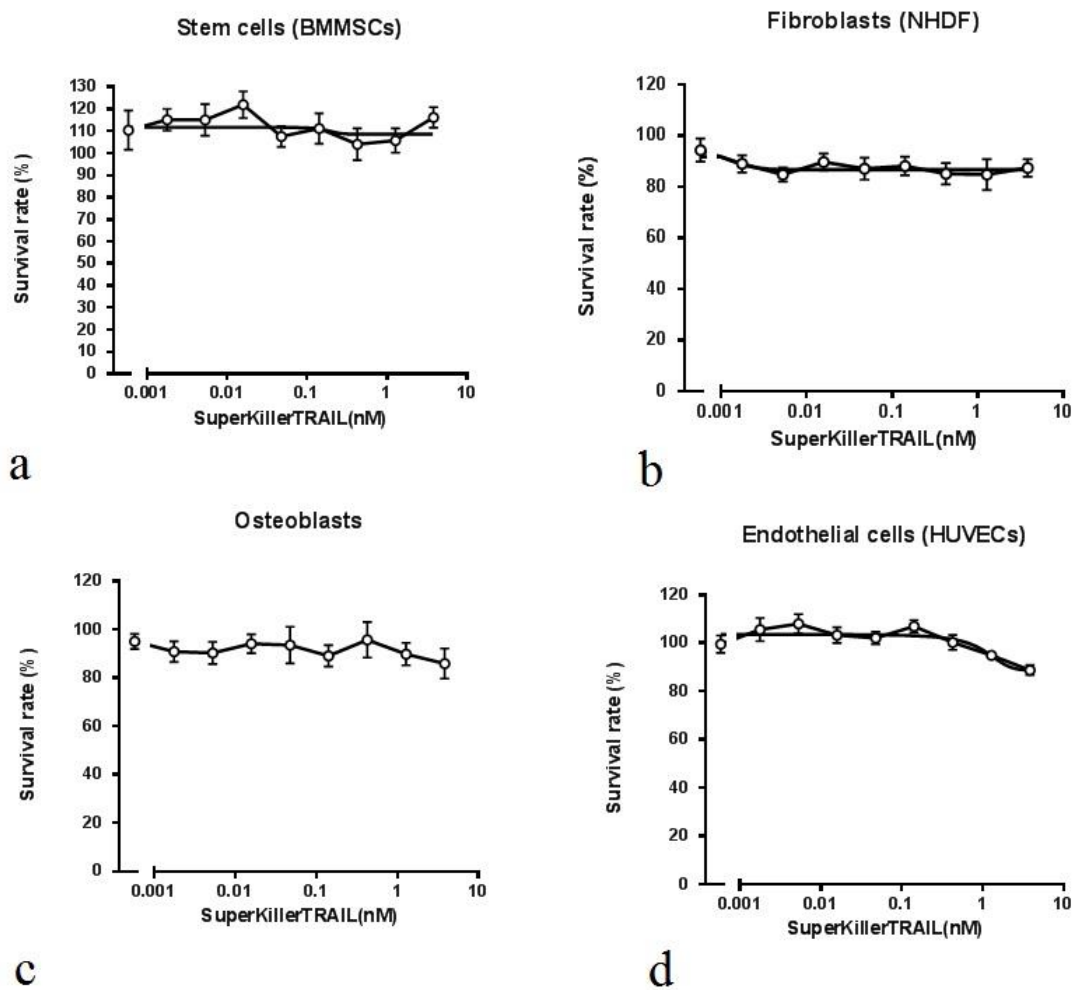 Stem cells (BMMSCs)
130
120
110
100
90
80
70
60
50
40
30
20
10
0
Survival rate (%)
0.001 0.01 0.1 1 10
SuperKillerTRAIL(nM)
a
Fibroblasts (NHDF)
120
100
80
60
40
20
0
Survival rate (%)
0.001 0.01 0.1 1 10
SuperKillerTRAIL(nM)
b
Osteoblasts
120
100
80
60
40
20
0
Survival rate (%)
0.001 0.01 0.1 1 10
SuperKillerTRAIL(nM)
c
Endothelial cells (HUVECs)
120
100
80
60
40
20
0
Survival rate (%)
0.001 0.01 0.1 1 10
SuperKillerTRAIL(nM)
d